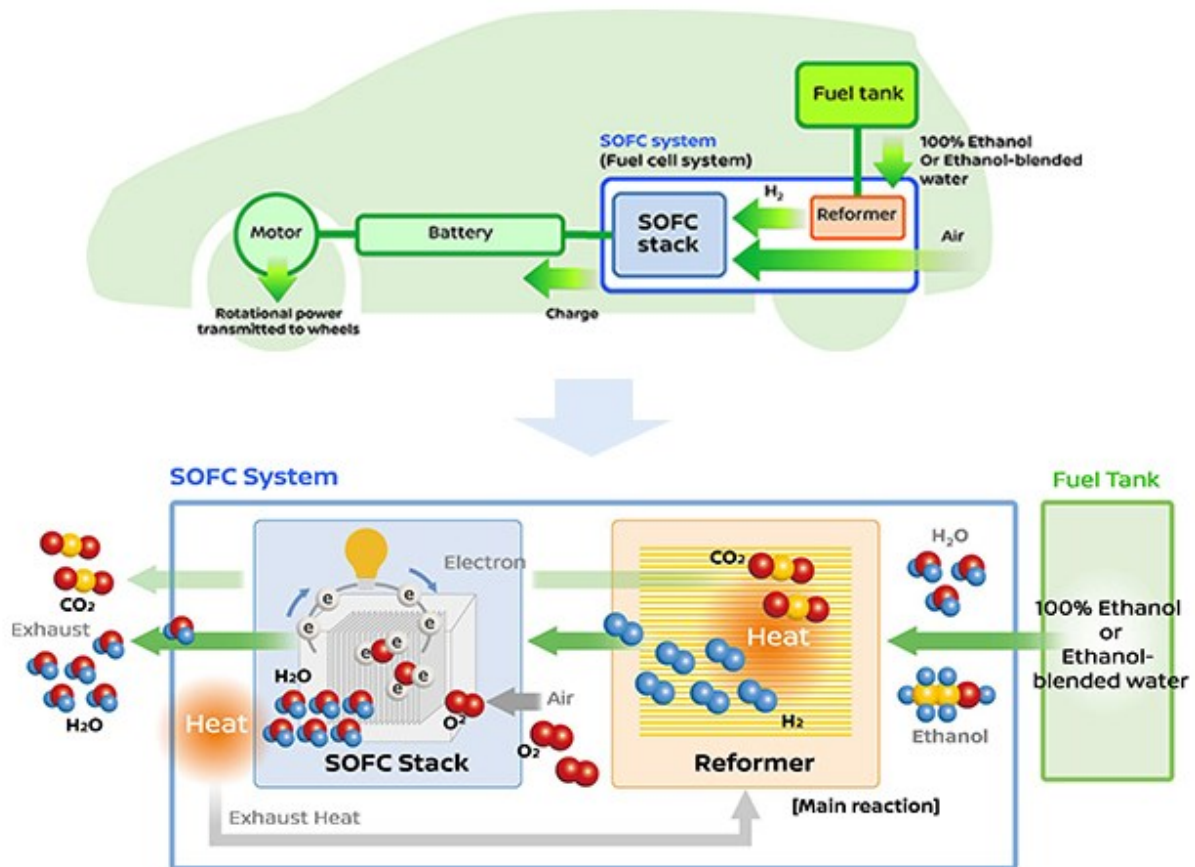 Fuel tank
SOFC system
(Fuel cell system)
100% Ethanol
Or Ethanol-blended
water
H₂
Reformer
SOFC
stack
Air
Motor
Battery
Charge
Rotational power
transmitted to wheels
SOFC System
Fuel Tank
CO₂
Exhaust
H₂O
Heat
Electron
e
e
e
e
e
e
e
e
H₂O
O²
Air
O₂
SOFC Stack
Exhaust Heat
CO₂
Heat
H₂
Reformer
[Main reaction]
H₂O
Ethanol
100% Ethanol
or
Ethanol-
blended water